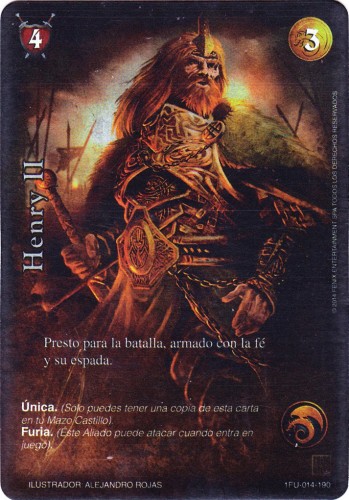 4
3
Henry II
Presto para la batalla, armado con la fé
y su espada.
Única. (Solo puedes tener una copia de esta carta
en tu Mazo Castillo)
Furia. (Este Aliado puede atacar cuando entra en
juego).
ILUSTRADOR ALEJANDRO ROJAS
1FU-014-190
©2014 FENIX ENTERTAINMENT SPA TODOS LOS DERECHOS RESERVADOS